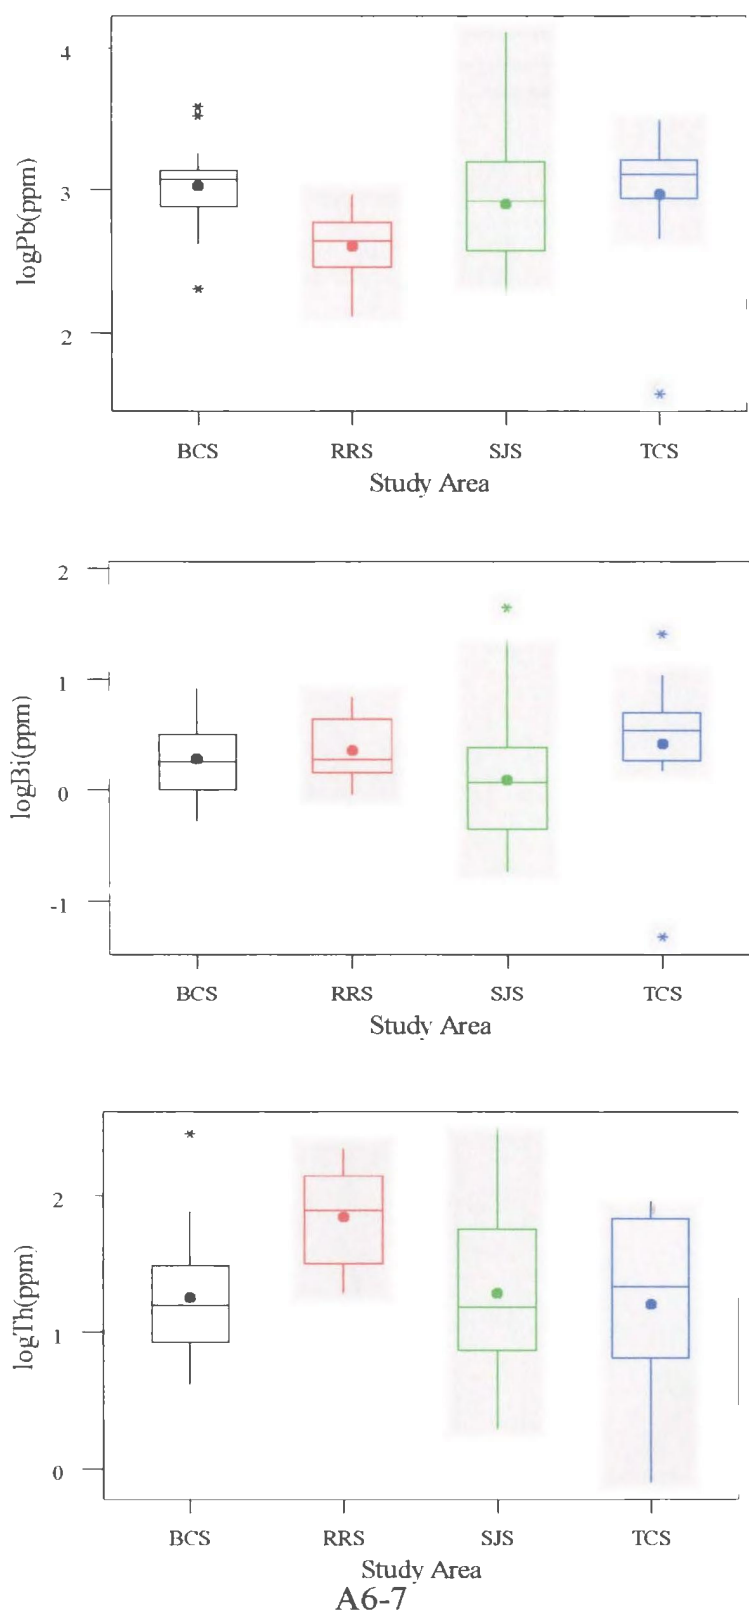 4
3
2
logPb(ppm)
BCS RRS SJS TCS
Study Area
2
1
0
-1
logBi(ppm)
BCS RRS SJS TCS
Study Area
2
1
0
logTh(ppm)
BCS RRS SJS TCS
Study Area
A6-7